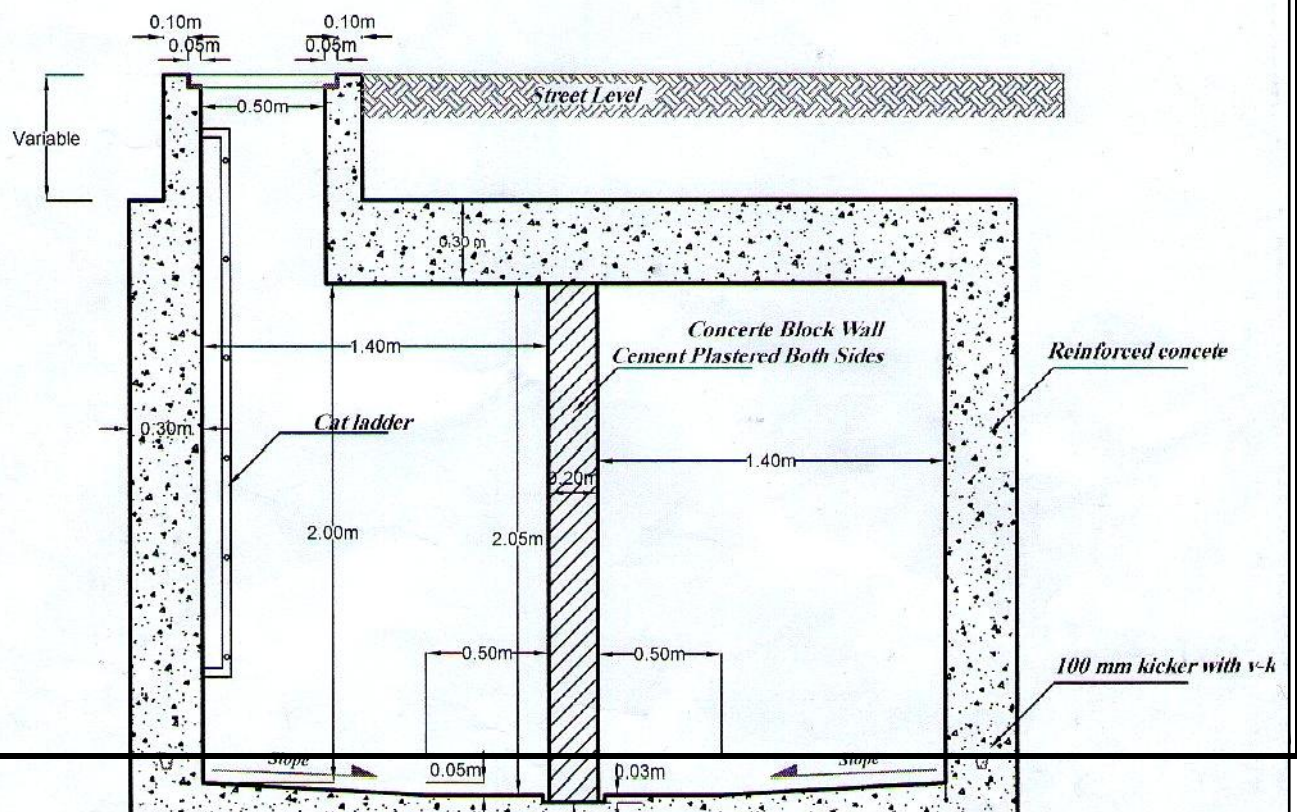 0.10m
0.10m
0.05m
0.05m
Street Level
0.50m
Variable
0.30 m
Concerte Block Wall
Cement Plastered Both Sides
1.40m
Reinforced concete
0.30m
Cat ladder
1.40m
0.20m
2.00m
2.05m
0.50m
0.50m
100 mm kicker with v-k
Slope
Slope
0.05m
0.03m